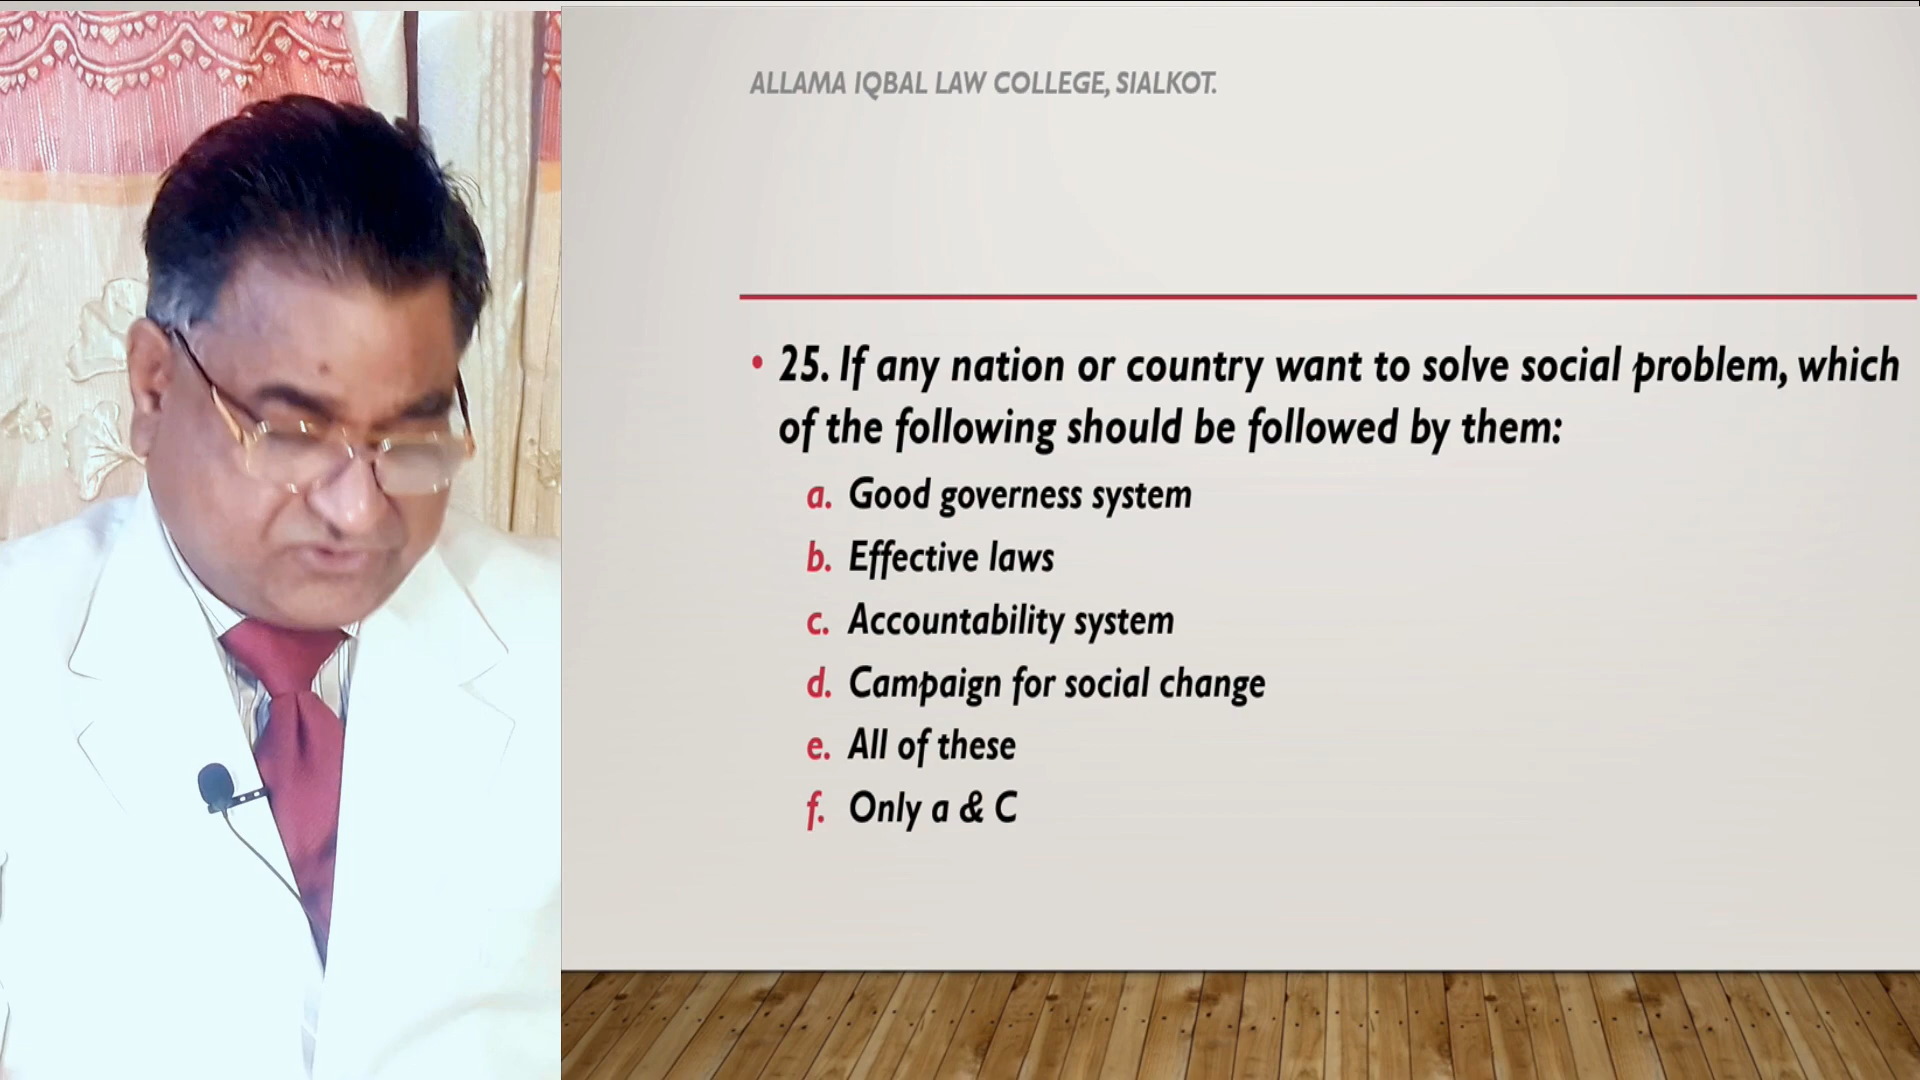 ALLAMA IQBAL LAW COLLEGE, SIALKOT.
• 25. If any nation or country want to solve social problem, which
of the following should be followed by them:
a. Good governess system
b. Effective laws
c. Accountability system
d. Campaign for social change
e. All of these
f. Only a & C